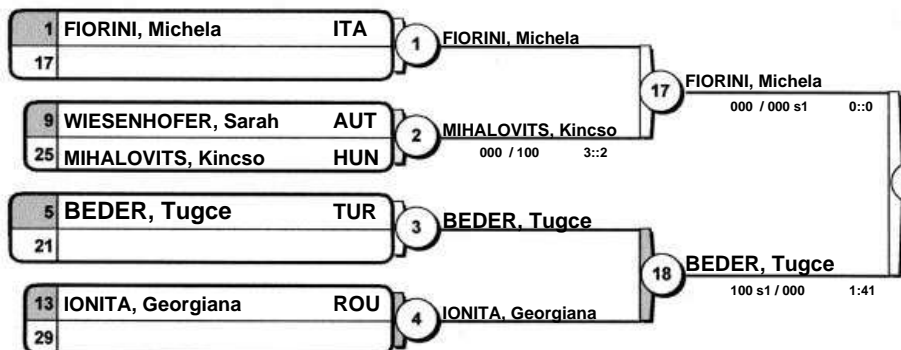 1 FIORINI, Michela ITA
17
1
FIORINI, Michela
9 WIESENHOFER, Sarah AUT
25 MIHALOVITS, Kincso HUN
2
MIHALOVITS, Kincso
000 / 100 3::2
17
FIORINI, Michela
000 / 000 s1 0::0
5 BEDER, Tugce TUR
21
3
BEDER, Tugce
13 IONITA, Georgiana ROU
29
4
IONITA, Georgiana
18
BEDER, Tugce
100 s1 / 000 1:41